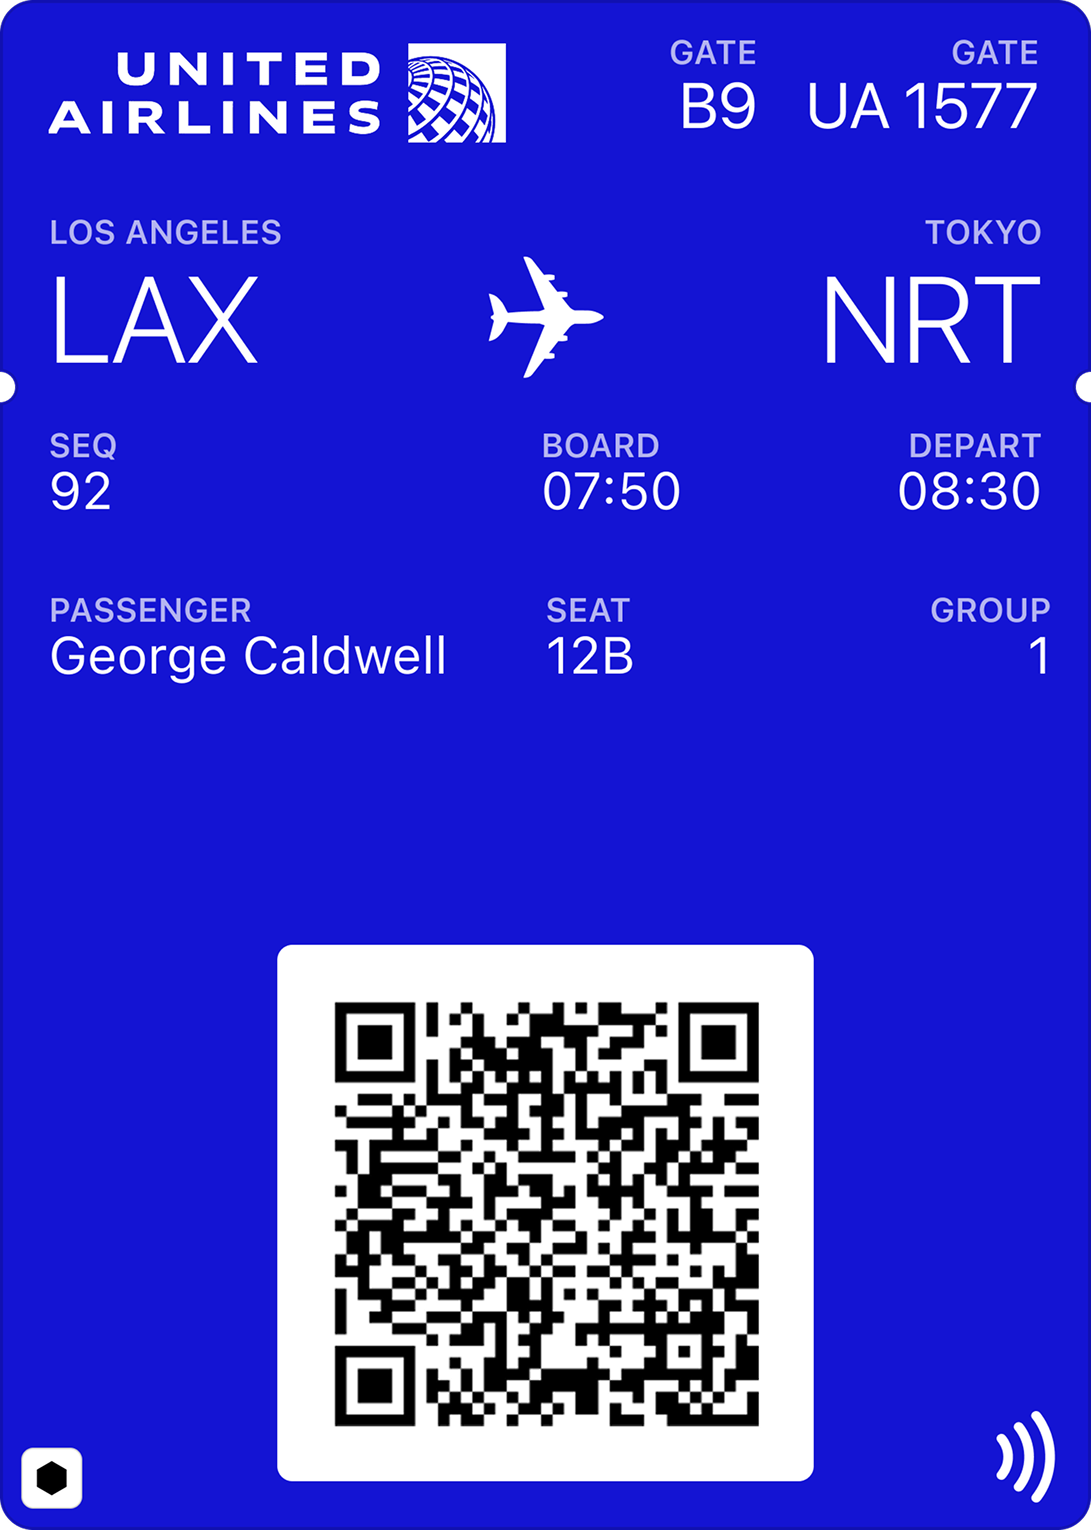 UNITED
AIRLINES
GATE
B9
GATE
UA 1577
LOS ANGELES
LAX
TOKYO
NRT
SEQ
92
BOARD
07:50
DEPART
08:30
PASSENGER
George Caldwell
SEAT
12B
GROUP
1